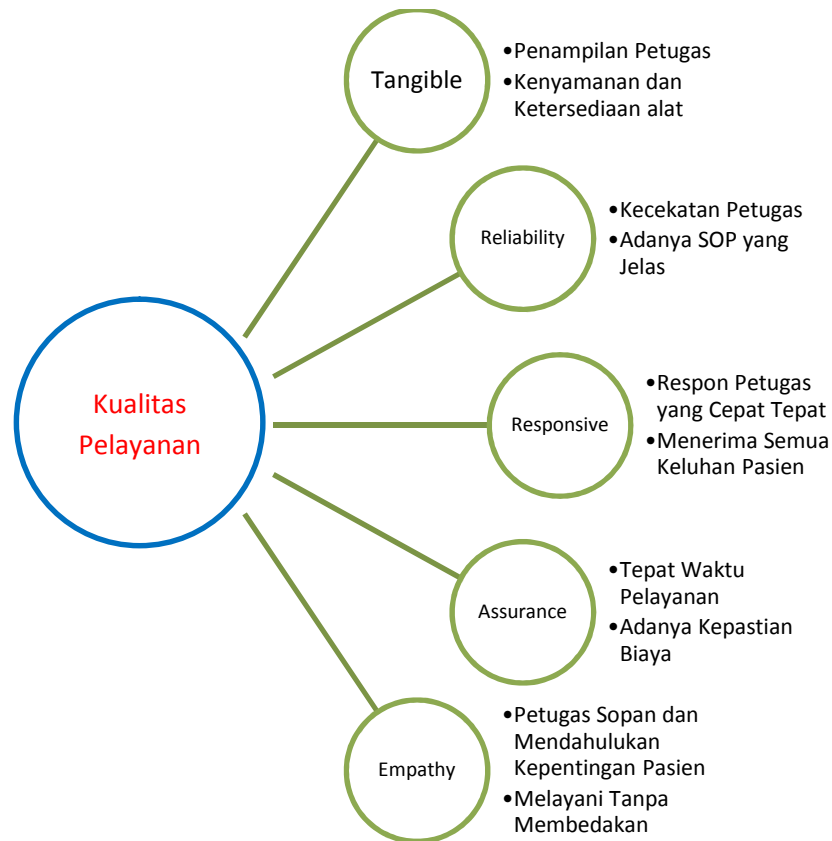 Tangible
•Penampilan Petugas
•Kenyamanan dan
Ketersediaan alat
Reliability
•Kecekatan Petugas
•Adanya SOP yang
Jelas
Kualitas
Pelayanan
Responsive
•Respon Petugas
yang Cepat Tepat
•Menerima Semua
Keluhan Pasien
Assurance
•Tepat Waktu
Pelayanan
•Adanya Kepastian
Biaya
Empathy
•Petugas Sopan dan
Mendahulukan
Kepentingan Pasien
•Melayani Tanpa
Membedakan